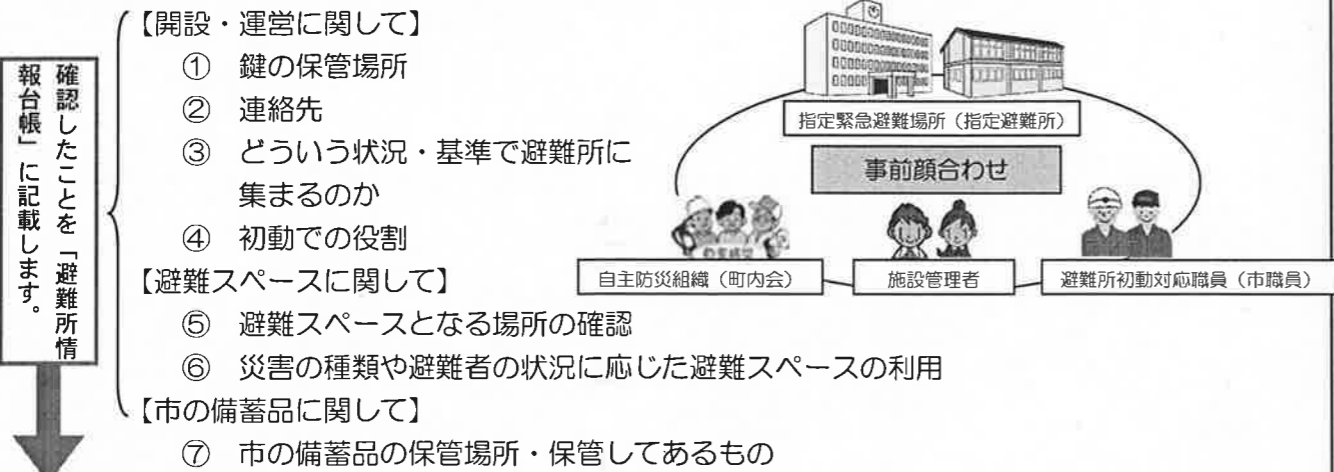 確認したことを「避難所情
報台帳」に記載します。
【開設・運営に関して】
① 鍵の保管場所
② 連絡先
③ どういう状況・基準で避難所に
集まるのか
④ 初動での役割
【避難スペースに関して】
⑤ 避難スペースとなる場所の確認
⑥ 災害の種類や避難者の状況に応じた避難スペースの利用
【市の備蓄品に関して】
⑦ 市の備蓄品の保管場所・保管してあるもの
指定緊急避難場所（指定避難所）
事前顔合わせ
自主防災組織（町内会）
施設管理者
避難所初動対応職員（市職員）